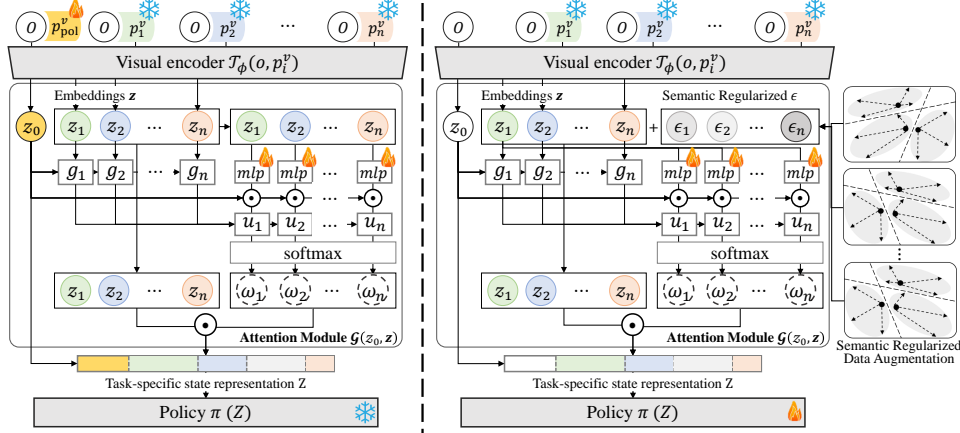 O p^v_pol O p^v_1 O p^v_2 ... O p^v_n
Visual encoder 𝒯_ϕ(o, p^v_i)
Embeddings z
z_0 z_1 z_2 ... z_n z_1 z_2 ... z_n
g_1 g_2 ... g_n mlp mlp ... mlp
...
u_1 u_2 ... u_n
softmax
z_1 z_2 ... z_n ω_1 ω_2 ... ω_n
Attention Module 𝒢(z_0, z)
Task-specific state representation Z
Policy π (Z)
O O p^v_1 O p^v_2 ... O p^v_n
Visual encoder 𝒯_ϕ(o, p^v_i)
Embeddings z Semantic Regularized ϵ
z_0 z_1 z_2 ... z_n + ϵ_1 ϵ_2 ... ϵ_n
g_1 g_2 ... g_n mlp mlp ... mlp
...
u_1 u_2 ... u_n
softmax
z_1 z_2 ... z_n ω_1 ω_2 ... ω_n
Attention Module 𝒢(z_0, z)
Task-specific state representation Z
Policy π (Z)
⋮
Semantic Regularized
Data Augmentation